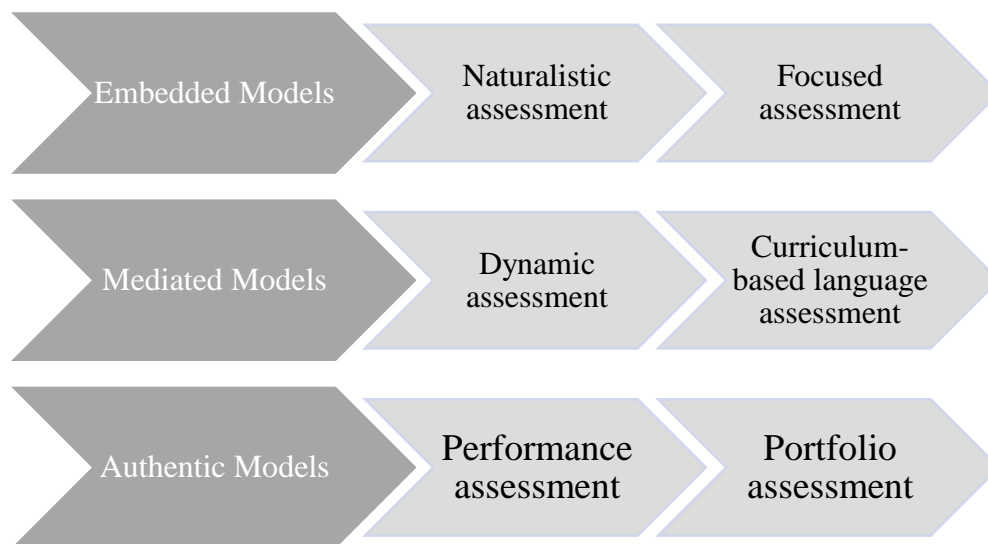 Embedded Models
Naturalistic
assessment
Focused
assessment
Mediated Models
Dynamic
assessment
Curriculum-
based language
assessment
Authentic Models
Performance
assessment
Portfolio
assessment